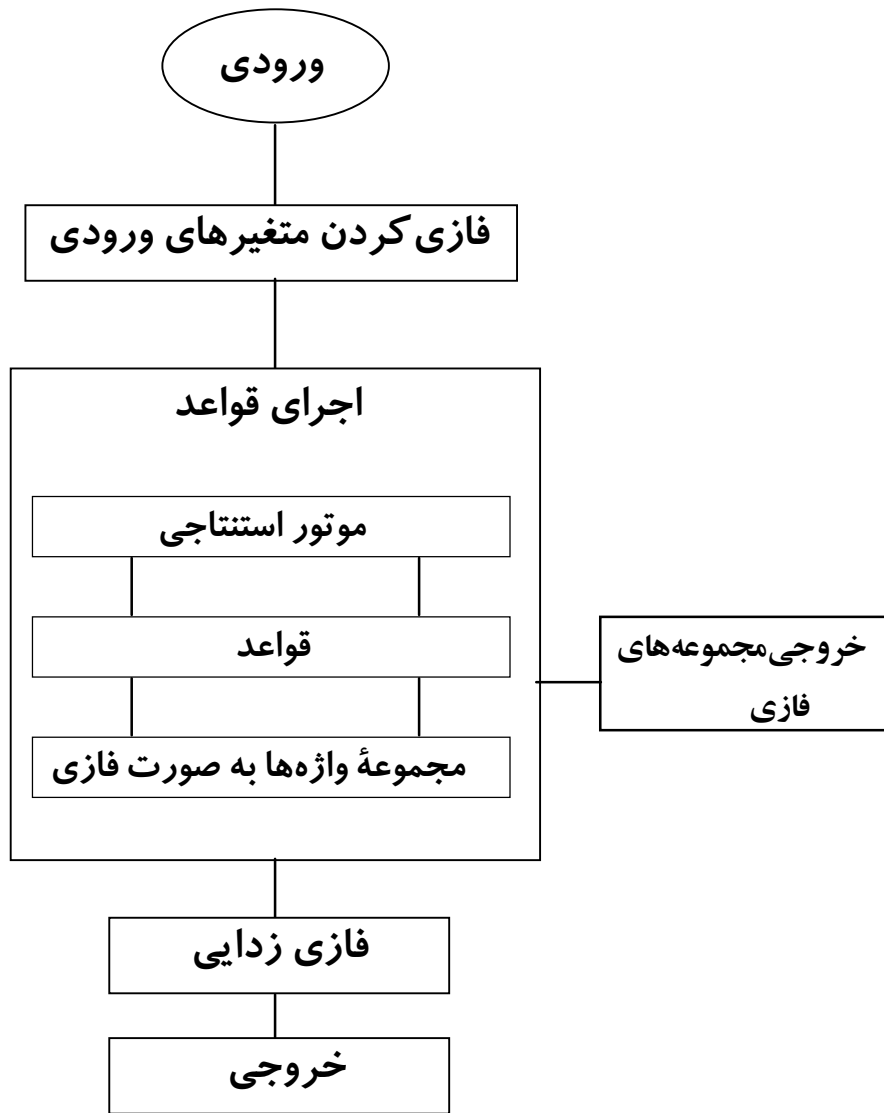 ورودی
فازی کردن متغیرهای ورودی
اجرای قواعد
موتور استنتاجی
قواعد
مجموعهٔ واژه‌ها به صورت فازی
خروجی مجموعه‌های
فازی
فازی زدایی
خروجی